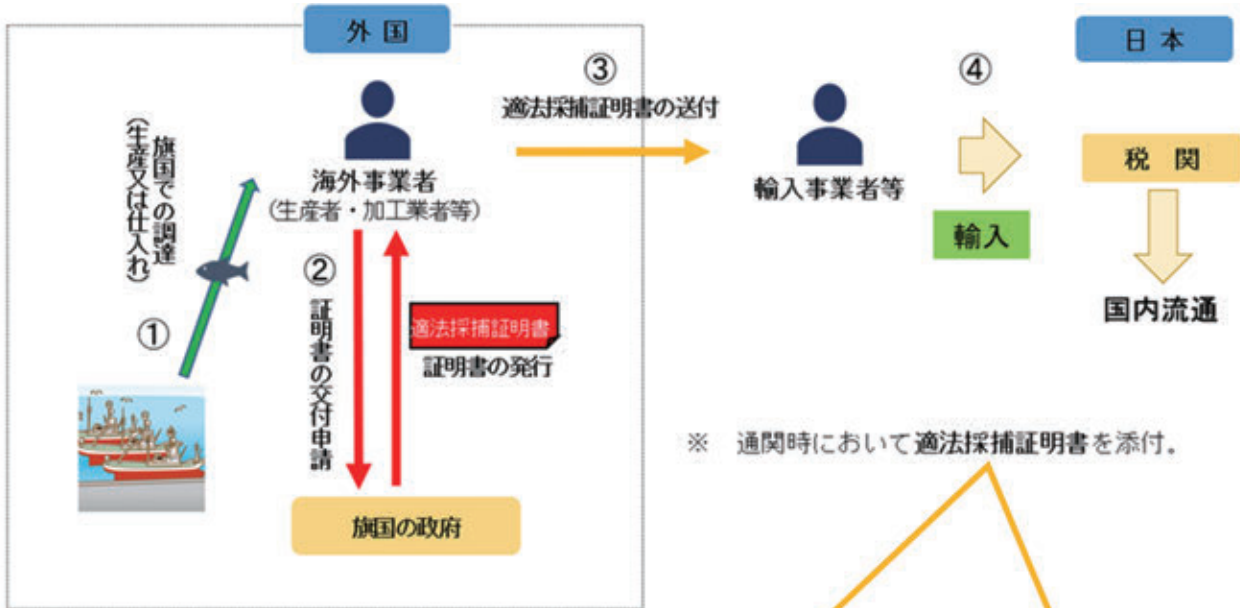 外国
日本
①
旗国での調達
(生産又は仕入れ)
海外事業者
(生産者・加工業者等)
②
証明書の交付申請
適法採捕証明書
証明書の発行
旗国の政府
③
適法採捕証明書の送付
輸入事業者等
④
輸入
税関
国内流通
※ 通関時において適法採捕証明書を添付。